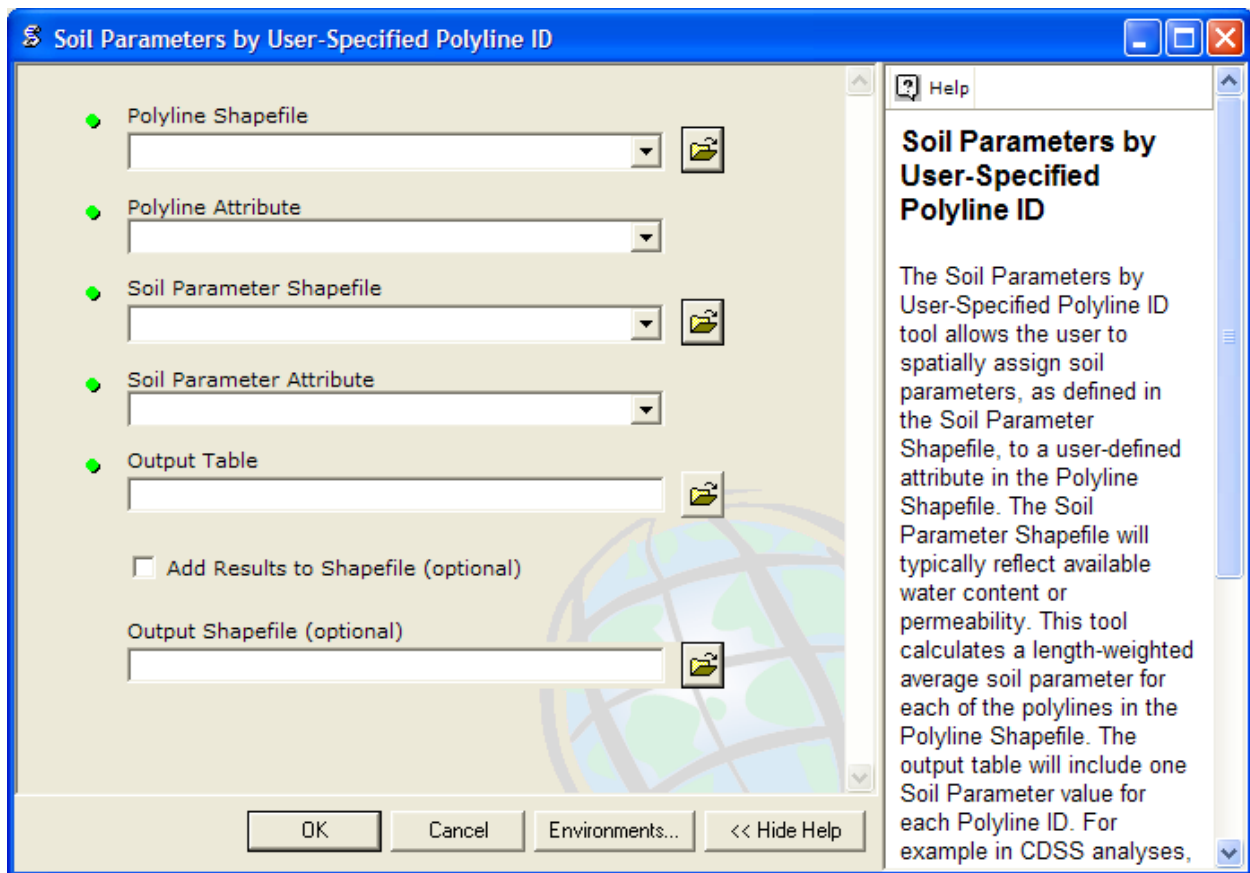 Soil Parameters by User-Specified Polyline ID
Polyline Shapefile
Polyline Attribute
Soil Parameter Shapefile
Soil Parameter Attribute
Output Table
Add Results to Shapefile (optional)
Output Shapefile (optional)
OK
Cancel
Environments...
<< Hide Help
Help
Soil Parameters by
User-Specified
Polyline ID
The Soil Parameters by
User-Specified Polyline ID
tool allows the user to
spatially assign soil
parameters, as defined in
the Soil Parameter
Shapefile, to a user-defined
attribute in the Polyline
Shapefile. The Soil
Parameter Shapefile will
typically reflect available
water content or
permeability. This tool
calculates a length-weighted
average soil parameter for
each of the polylines in the
Polyline Shapefile. The
output table will include one
Soil Parameter value for
each Polyline ID. For
example in CDSS analyses,